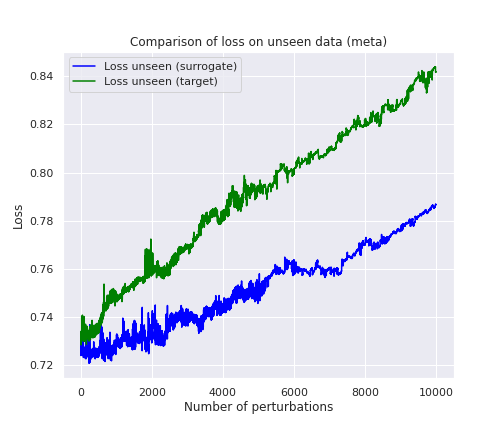 Comparison of loss on unseen data (meta)
Loss unseen (surrogate)
Loss unseen (target)
Loss
0.84
0.82
0.80
0.78
0.76
0.74
0.72
0 2000 4000 6000 8000 10000
Number of perturbations